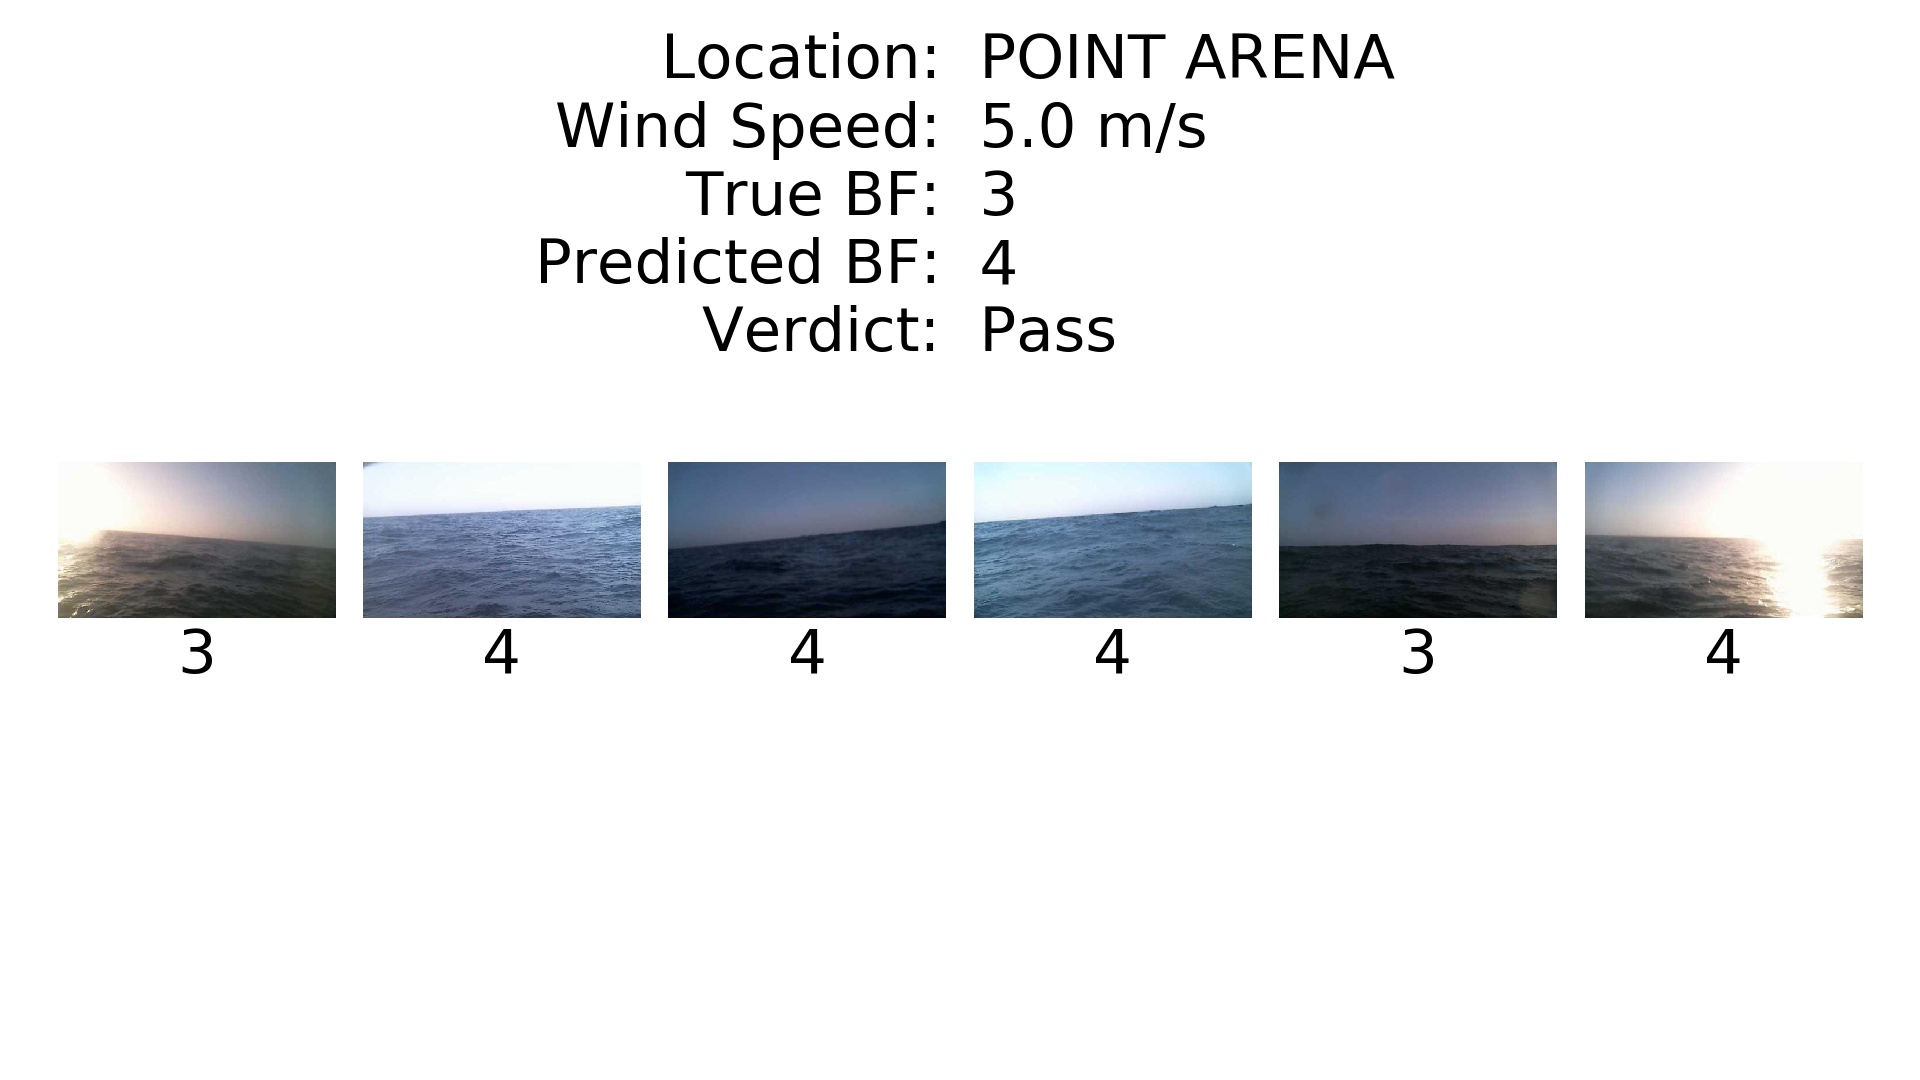 Location: POINT ARENA
Wind Speed: 5.0 m/s
True BF: 3
Predicted BF: 4
Verdict: Pass
3 4 4 4 3 4